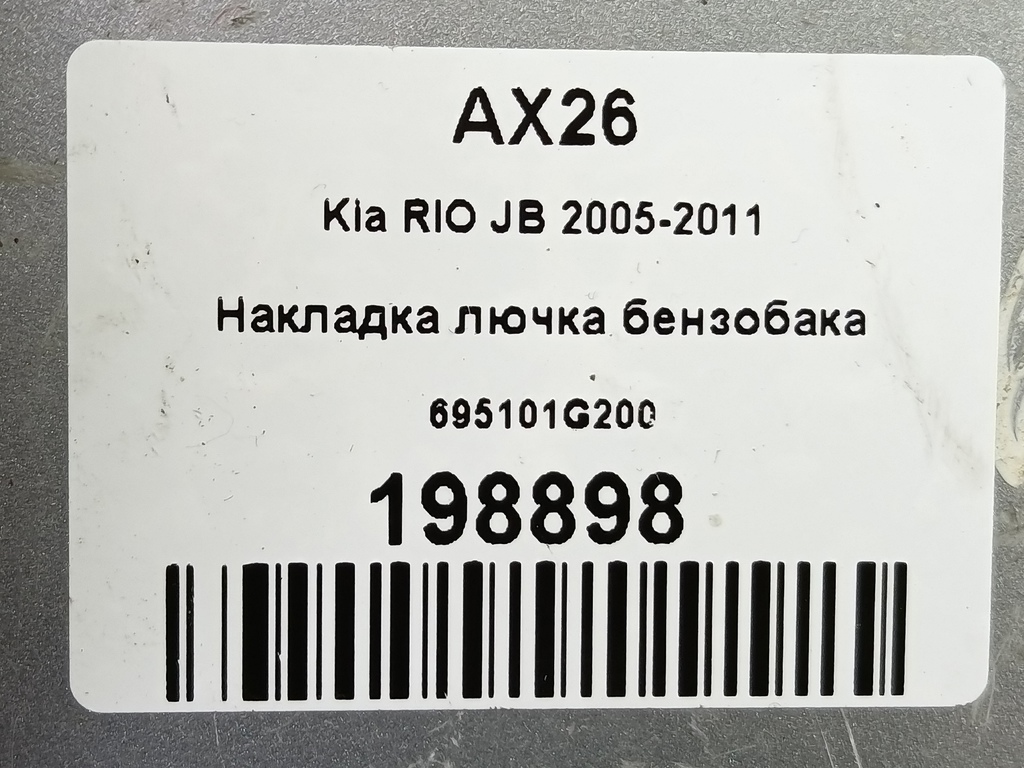 AX26
Kia RIO JB 2005-2011
Накладка лючка бензобака
695101G200
198898